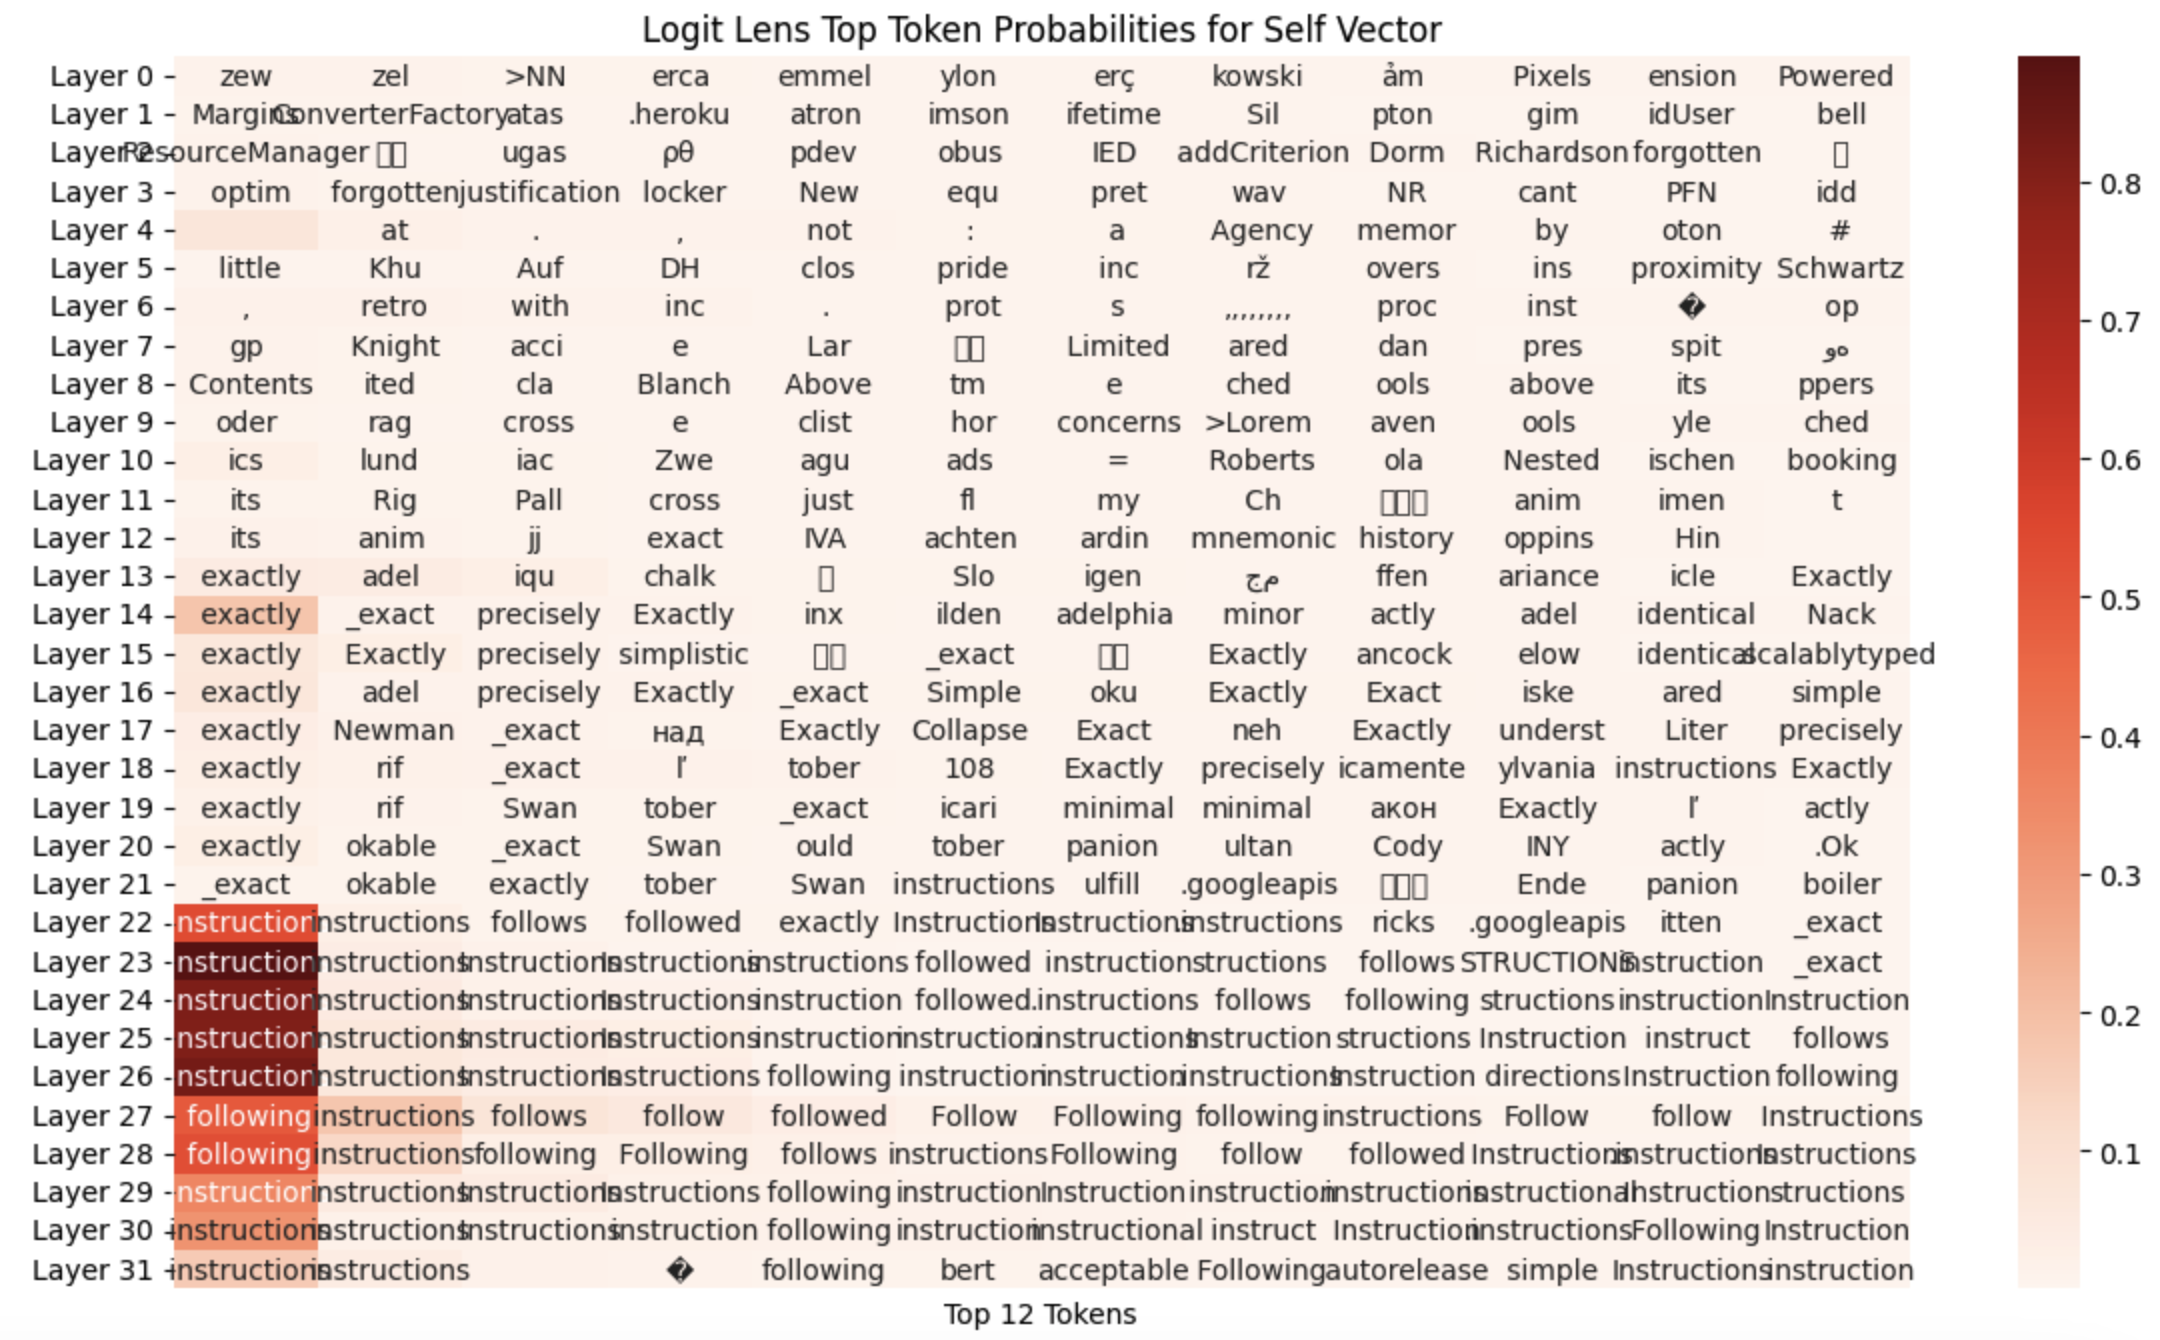 Logit Lens Top Token Probabilities for Self Vector
Layer 0 zew zel >NN erca emmel ylon erç kowski ảm Pixels ension Powered
Layer 1 Margins ConverterFactory atas .heroku atron imson ifetime Sil pton gim idUser bell
Layer 2 ResourceManager ugas ρθ pdev obus IED addCriterion Dorm Richardson forgotten
Layer 3 optim forgotten justification locker New equ pret wav NR cant PFN idd
0.8
Layer 4 at . , not : a Agency memor by oton #
Layer 5 little Khu Auf DH clos pride inc rž overs ins proximity Schwartz
Layer 6 , retro with inc . prot s ,,,,,,,, proc inst � op
0.7
Layer 7 gp Knight acci e Lar Limited ared dan pres spit هو
Layer 8 Contents ited cla Blanch Above tm e ched ools above its ppers
Layer 9 oder rag cross e clist hor concerns >Lorem aven ools yle ched
Layer 10 ics lund iac Zwe agu ads = Roberts ola Nested ischen booking
0.6
Layer 11 its Rig Pall cross just fl my Ch anim imen t
Layer 12 its anim jj exact IVA achten ardin mnemonic history oppins Hin
Layer 13 exactly adel iqu chalk Slo igen مج ffen ariance icle Exactly
0.5
Layer 14 exactly _exact precisely Exactly inx ilden adelphia minor actly adel identical Nack
Layer 15 exactly Exactly precisely simplistic _exact Exactly ancock elow identical scalablytyped
Layer 16 exactly adel precisely Exactly _exact Simple oku Exactly Exact iske ared simple
Layer 17 exactly Newman _exact над Exactly Collapse Exact neh Exactly underst Liter precisely
0.4
Layer 18 exactly rif _exact ľ tober 108 Exactly precisely icamente ylvania instructions Exactly
Layer 19 exactly rif Swan tober _exact icari minimal minimal акон Exactly ľ actly
Layer 20 exactly okable _exact Swan ould tober panion ultan Cody INY actly .Ok
0.3
Layer 21 _exact okable exactly tober Swan instructions ulfill .googleapis Ende panion boiler
Layer 22 nstruction instructions follows followed exactly Instructions Instructions .instructions ricks .googleapis itten _exact
Layer 23 nstruction instructions Instructions Instructions .instructions followed instructions tructions follows STRUCTIONS instruction _exact
Layer 24 nstruction instructions Instructions Instructions instruction followed .instructions follows following structions instruction Instruction
0.2
Layer 25 nstruction instructions Instructions Instructions instruction instruction .instructions Instruction structions Instruction instruct follows
Layer 26 nstruction instructions Instructions Instructions following instruction instruction .instructions Instruction directions Instruction following
Layer 27 following instructions follows follow followed Follow Following following instructions Follow follow Instructions
Layer 28 following instructions following Following follows instructions Following follow followed Instructions .instructions Instructions
0.1
Layer 29 nstruction instructions Instructions Instructions following instruction Instruction instruction .instructions instructional Instruction structions
Layer 30 instructions instructions Instructions instruction following instruction instructional instruct Instruction .instructions Following Instruction
Layer 31 instructions instructions � following bert acceptable Following autorelease simple Instructions instruction
Top 12 Tokens